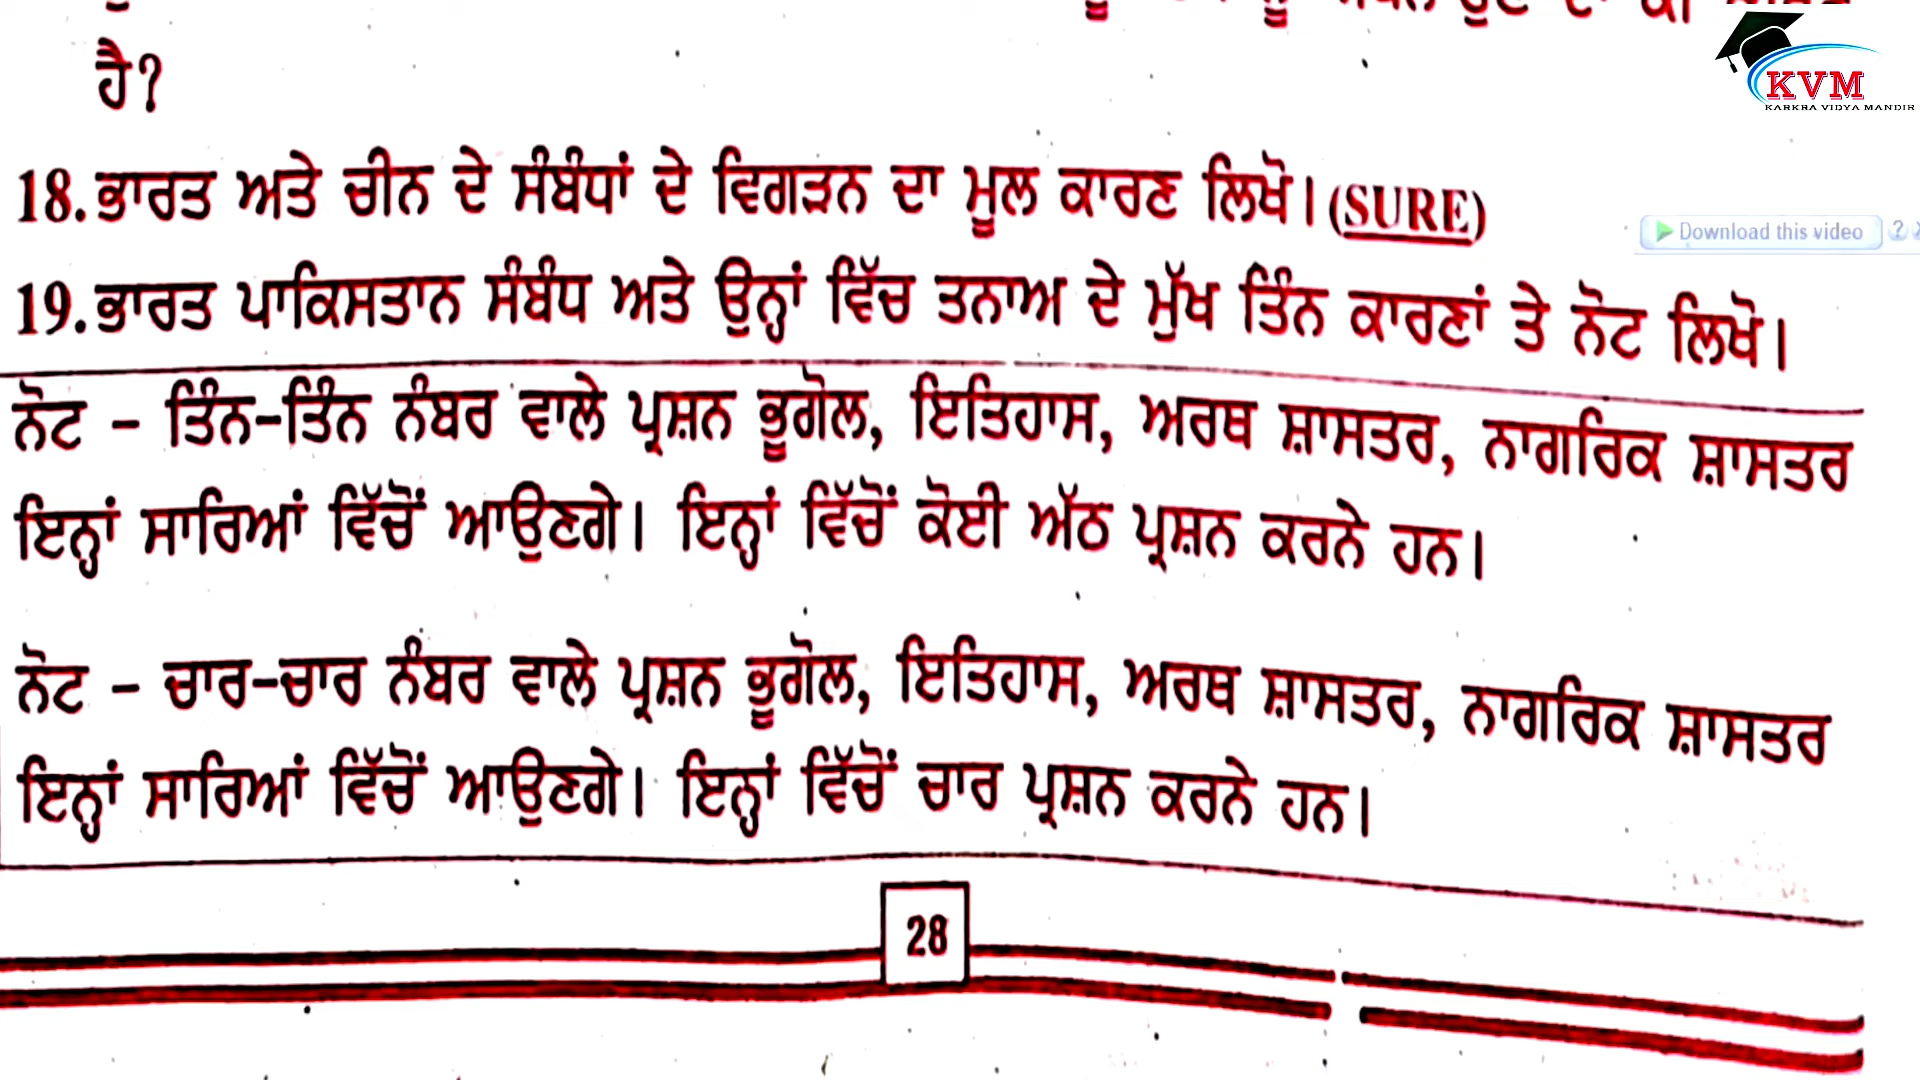 ਹੈ?
KVM
KARKRA VIDYA MANDIR
18. ਭਾਰਤ ਅਤੇ ਚੀਨ ਦੇ ਸੰਬੰਧਾਂ ਦੇ ਵਿਗੜਨ ਦਾ ਮੂਲ ਕਾਰਣ ਲਿਖੋ। (SURE)
Download this video ?
19. ਭਾਰਤ ਪਾਕਿਸਤਾਨ ਸੰਬੰਧ ਅਤੇ ਉਨ੍ਹਾਂ ਵਿੱਚ ਤਨਾਅ ਦੇ ਮੁੱਖ ਤਿੰਨ ਕਾਰਣਾਂ ਤੇ ਨੋਟ ਲਿਖੋ।
ਨੋਟ – ਤਿੰਨ-ਤਿੰਨ ਨੰਬਰ ਵਾਲੇ ਪ੍ਰਸ਼ਨ ਭੂਗੋਲ, ਇਤਿਹਾਸ, ਅਰਥ ਸ਼ਾਸਤਰ, ਨਾਗਰਿਕ ਸ਼ਾਸਤਰ
ਇਨ੍ਹਾਂ ਸਾਰਿਆਂ ਵਿੱਚੋਂ ਆਉਣਗੇ। ਇਨ੍ਹਾਂ ਵਿੱਚੋਂ ਕੋਈ ਅੱਠ ਪ੍ਰਸ਼ਨ ਕਰਨੇ ਹਨ।
ਨੋਟ – ਚਾਰ-ਚਾਰ ਨੰਬਰ ਵਾਲੇ ਪ੍ਰਸ਼ਨ ਭੂਗੋਲ, ਇਤਿਹਾਸ, ਅਰਥ ਸ਼ਾਸਤਰ, ਨਾਗਰਿਕ ਸ਼ਾਸਤਰ
ਇਨ੍ਹਾਂ ਸਾਰਿਆਂ ਵਿੱਚੋਂ ਆਉਣਗੇ। ਇਨ੍ਹਾਂ ਵਿੱਚੋਂ ਚਾਰ ਪ੍ਰਸ਼ਨ ਕਰਨੇ ਹਨ।
28